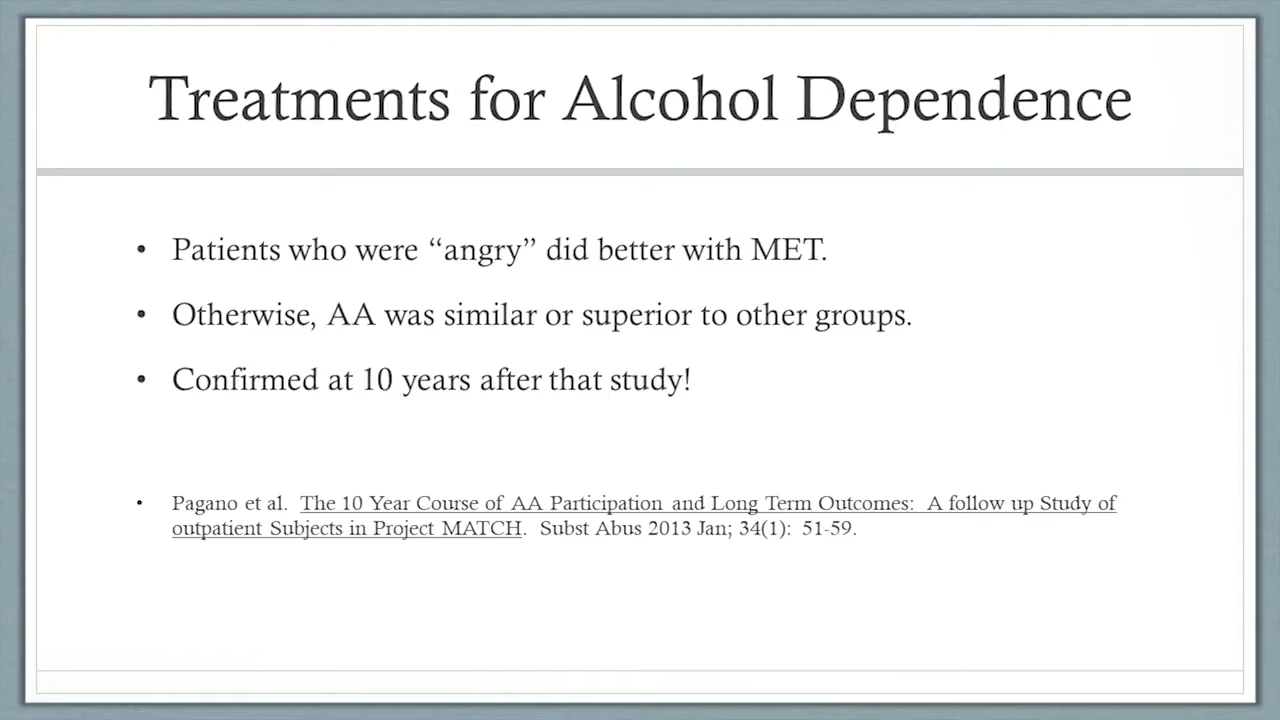 Treatments for Alcohol Dependence
• Patients who were “angry” did better with MET.
• Otherwise, AA was similar or superior to other groups.
• Confirmed at 10 years after that study!
• Pagano et al.  The 10 Year Course of AA Participation and Long Term Outcomes:  A follow up Study of
outpatient Subjects in Project MATCH.  Subst Abus 2013 Jan; 34(1):  51-59.